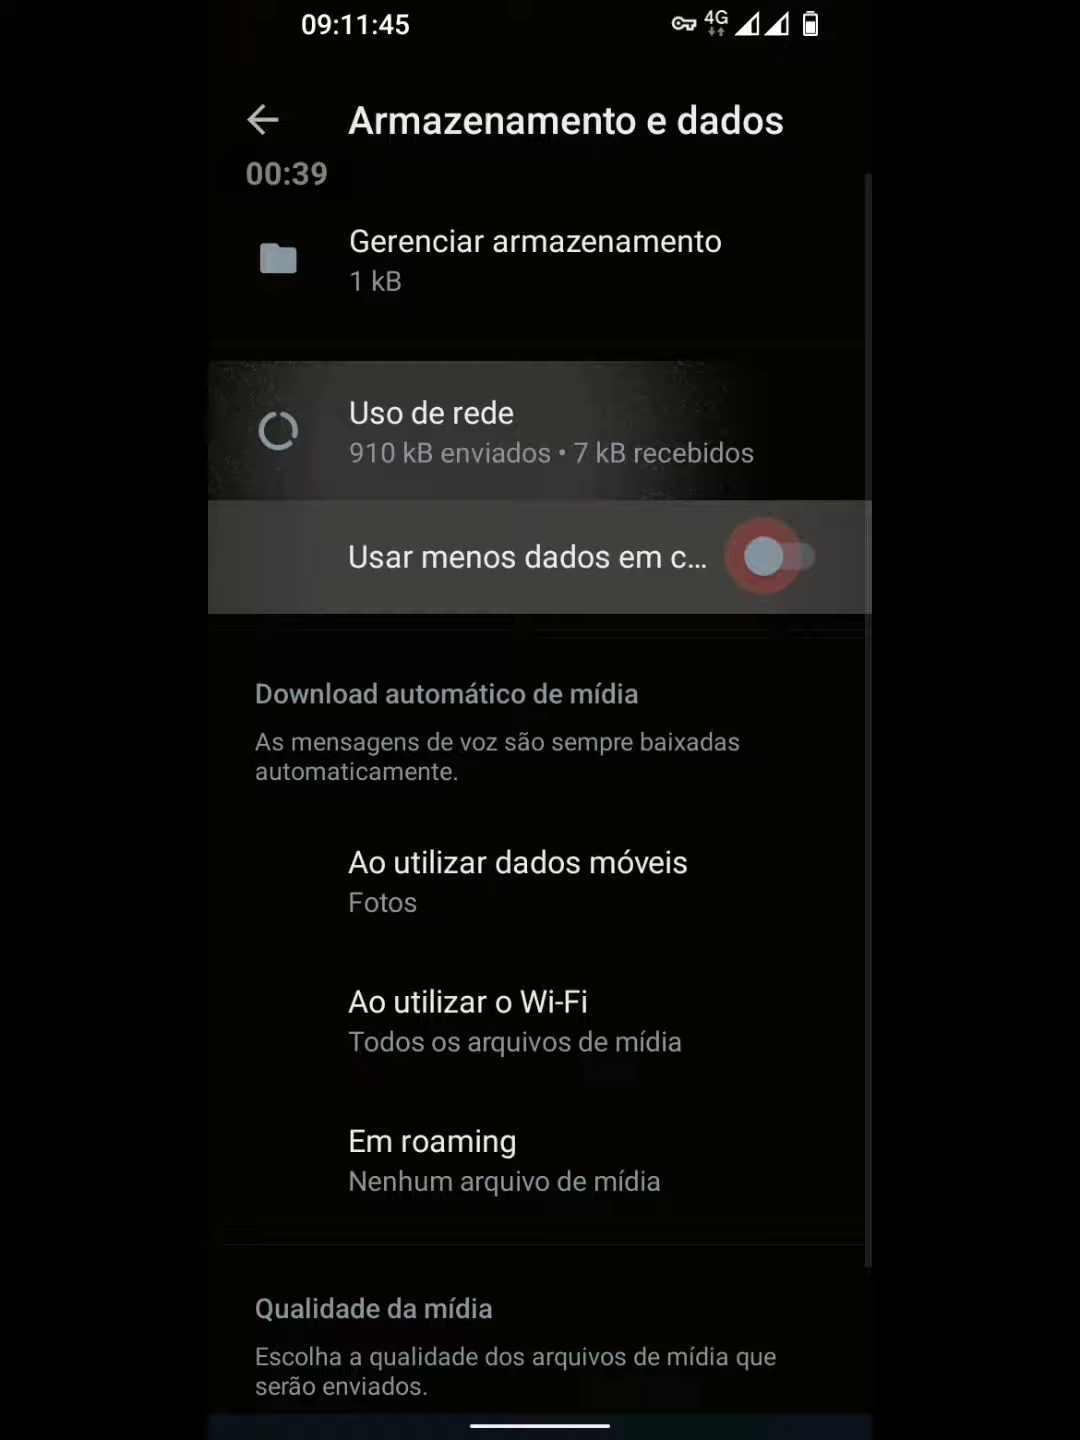 09:11:45
4G
Armazenamento e dados
00:39
Gerenciar armazenamento
1 kB
Uso de rede
910 kB enviados • 7 kB recebidos
Usar menos dados em c...
Download automático de mídia
As mensagens de voz são sempre baixadas
automaticamente.
Ao utilizar dados móveis
Fotos
Ao utilizar o Wi-Fi
Todos os arquivos de mídia
Em roaming
Nenhum arquivo de mídia
Qualidade da mídia
Escolha a qualidade dos arquivos de mídia que
serão enviados.